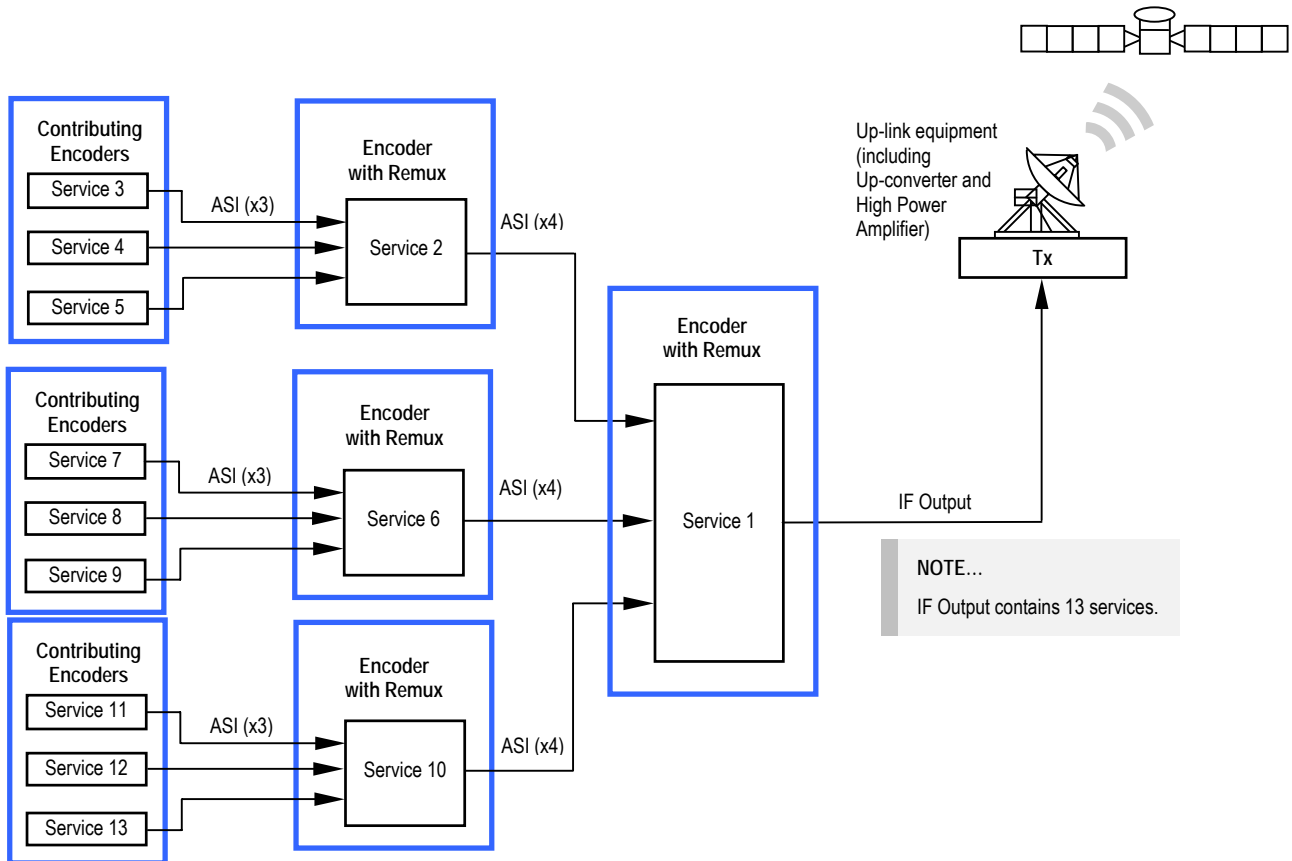 Contributing
Encoders
Service 3
Service 4
Service 5
ASI (x3)
Encoder
with Remux
Service 2
ASI (x4)
Contributing
Encoders
Service 7
Service 8
Service 9
ASI (x3)
Encoder
with Remux
Service 6
ASI (x4)
Contributing
Encoders
Service 11
Service 12
Service 13
ASI (x3)
Encoder
with Remux
Service 10
ASI (x4)
Encoder
with Remux
Service 1
IF Output
Up-link equipment
(including
Up-converter and
High Power
Amplifier)
Tx
NOTE...
IF Output contains 13 services.